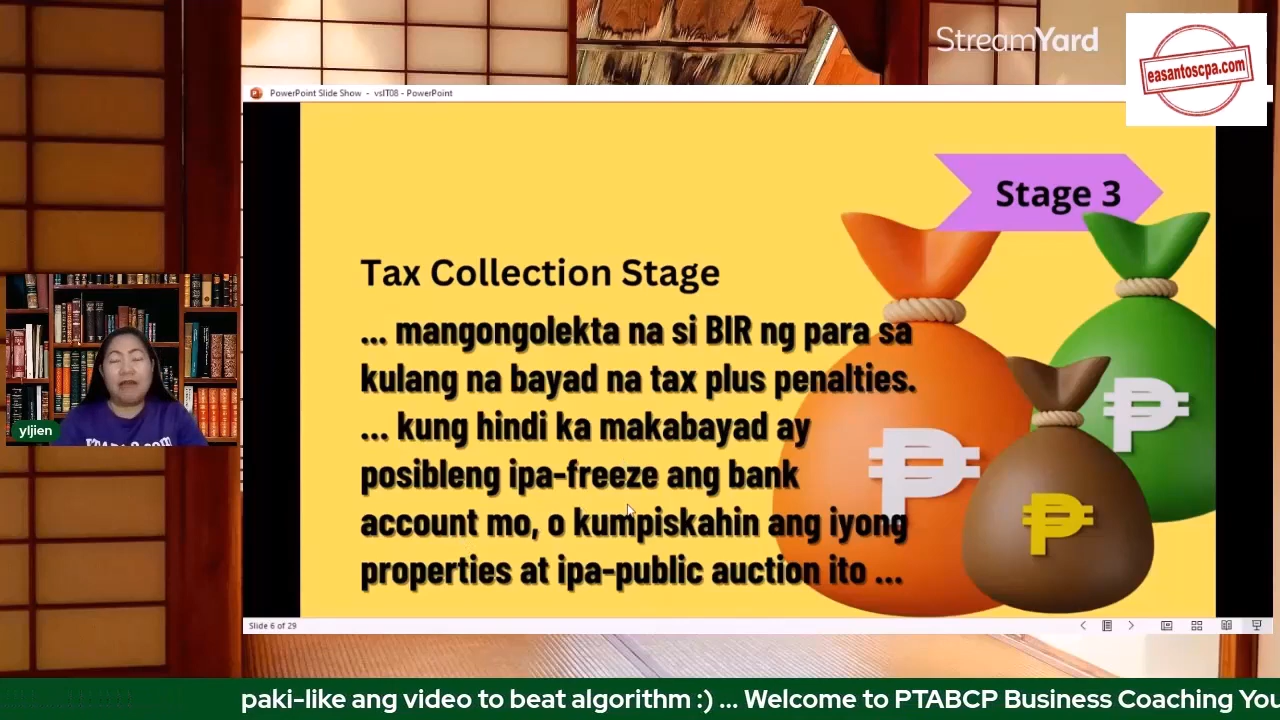 StreamYard
easantoscpa.com
PowerPoint Slide Show - vsIT08 - PowerPoint
Stage 3
Tax Collection Stage
... mangongolekta na si BIR ng para sa
kulang na bayad na tax plus penalties.
... kung hindi ka makabayad ay
posibleng ipa-freeze ang bank
account mo, o kumpiskahin ang iyong
properties at ipa-public auction ito ...
yljien
Slide 6 of 29
paki-like ang video to beat algorithm :) ... Welcome to PTABCP Business Coaching You